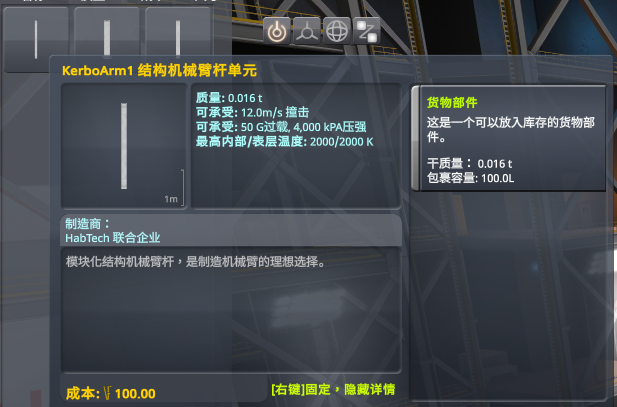 KerboArm1 结构机械臂杆单元
质量: 0.016 t
可承受: 12.0m/s 撞击
可承受: 50 G过载, 4,000 kPA压强
最高内部/表层温度: 2000/2000 K
1m
货物部件
这是一个可以放入库存的货物部
件。
干质量： 0.016 t
包裹容量: 100.0L
制造商：
HabTech 联合企业
模块化结构机械臂杆，是制造机械臂的理想选择。
成本: 100.00
[右键]固定，隐藏详情